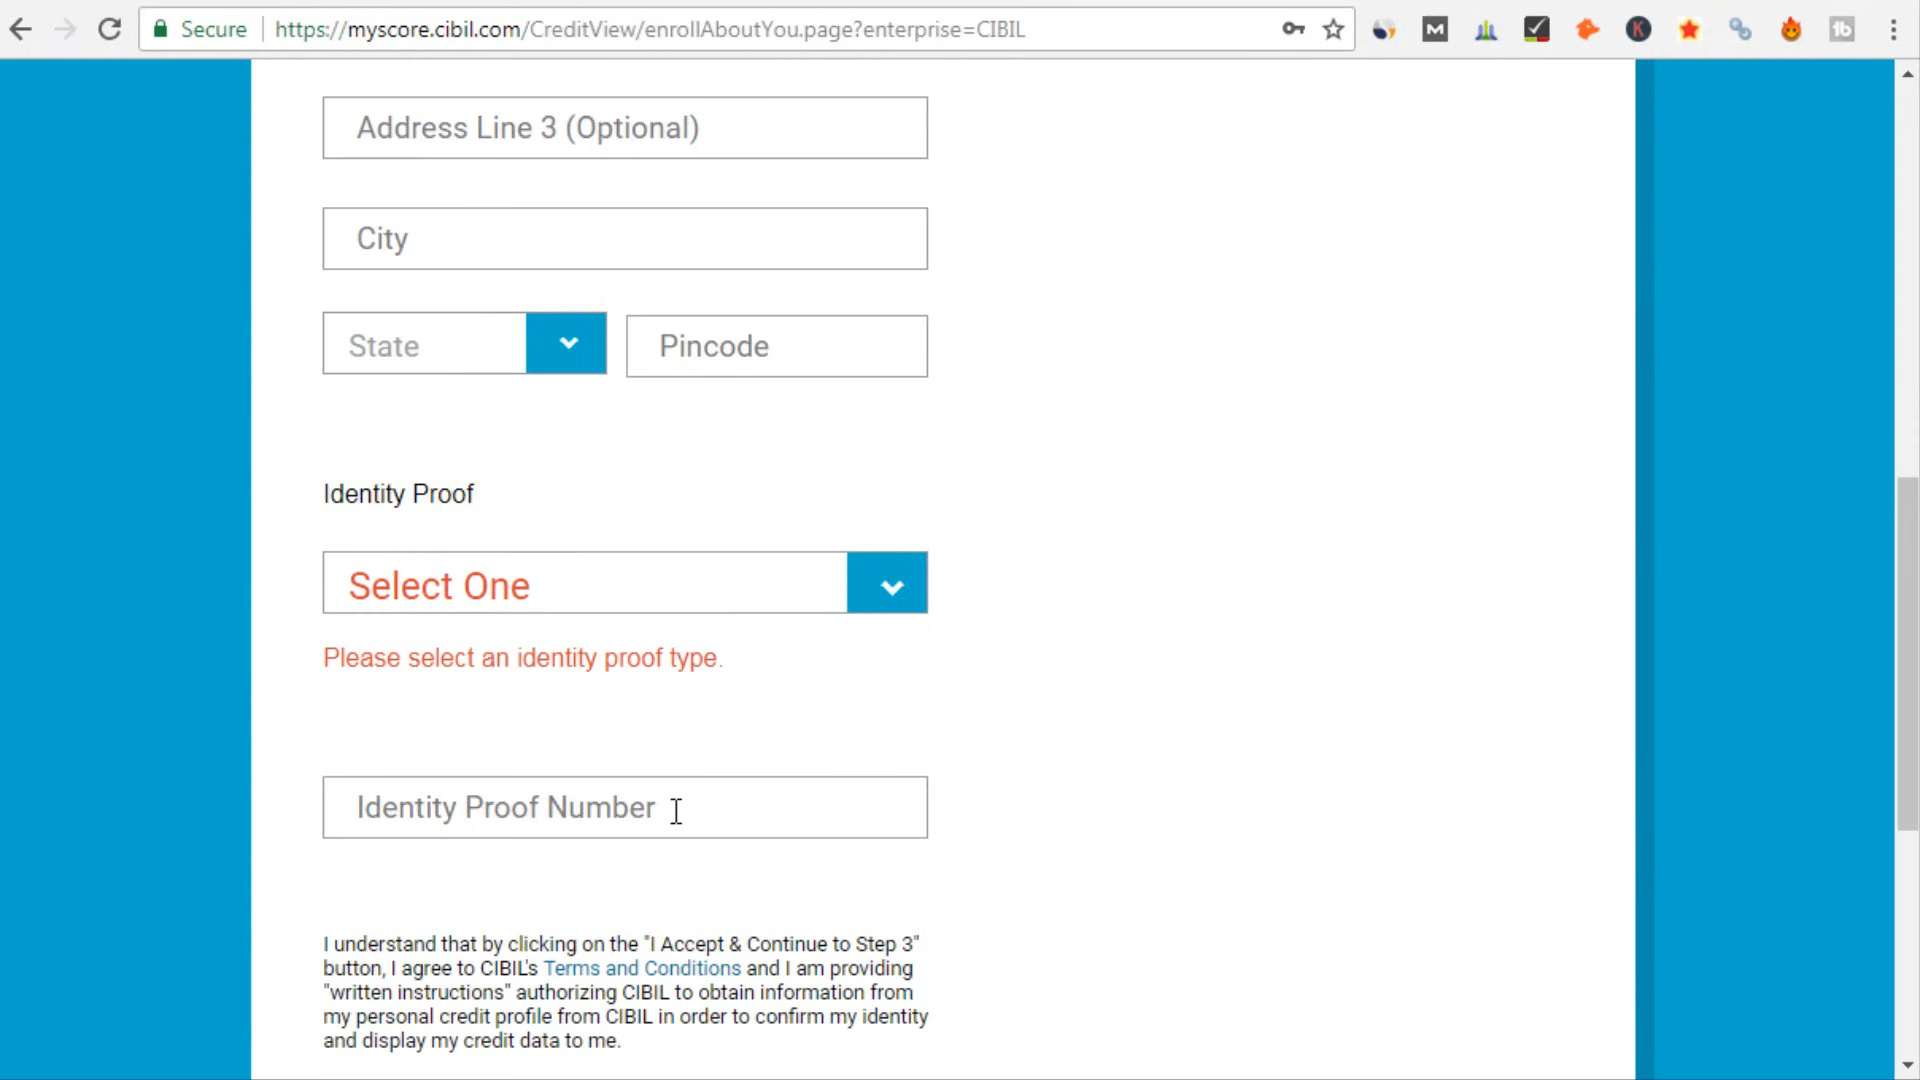 Secure https://myscore.cibil.com/CreditView/enrollAboutYou.page?enterprise=CIBIL
Address Line 3 (Optional)
City
State Pincode
Identity Proof
Select One
Please select an identity proof type.
Identity Proof Number
I understand that by clicking on the "I Accept & Continue to Step 3"
button, I agree to CIBIL's Terms and Conditions and I am providing
"written instructions" authorizing CIBIL to obtain information from
my personal credit profile from CIBIL in order to confirm my identity
and display my credit data to me.